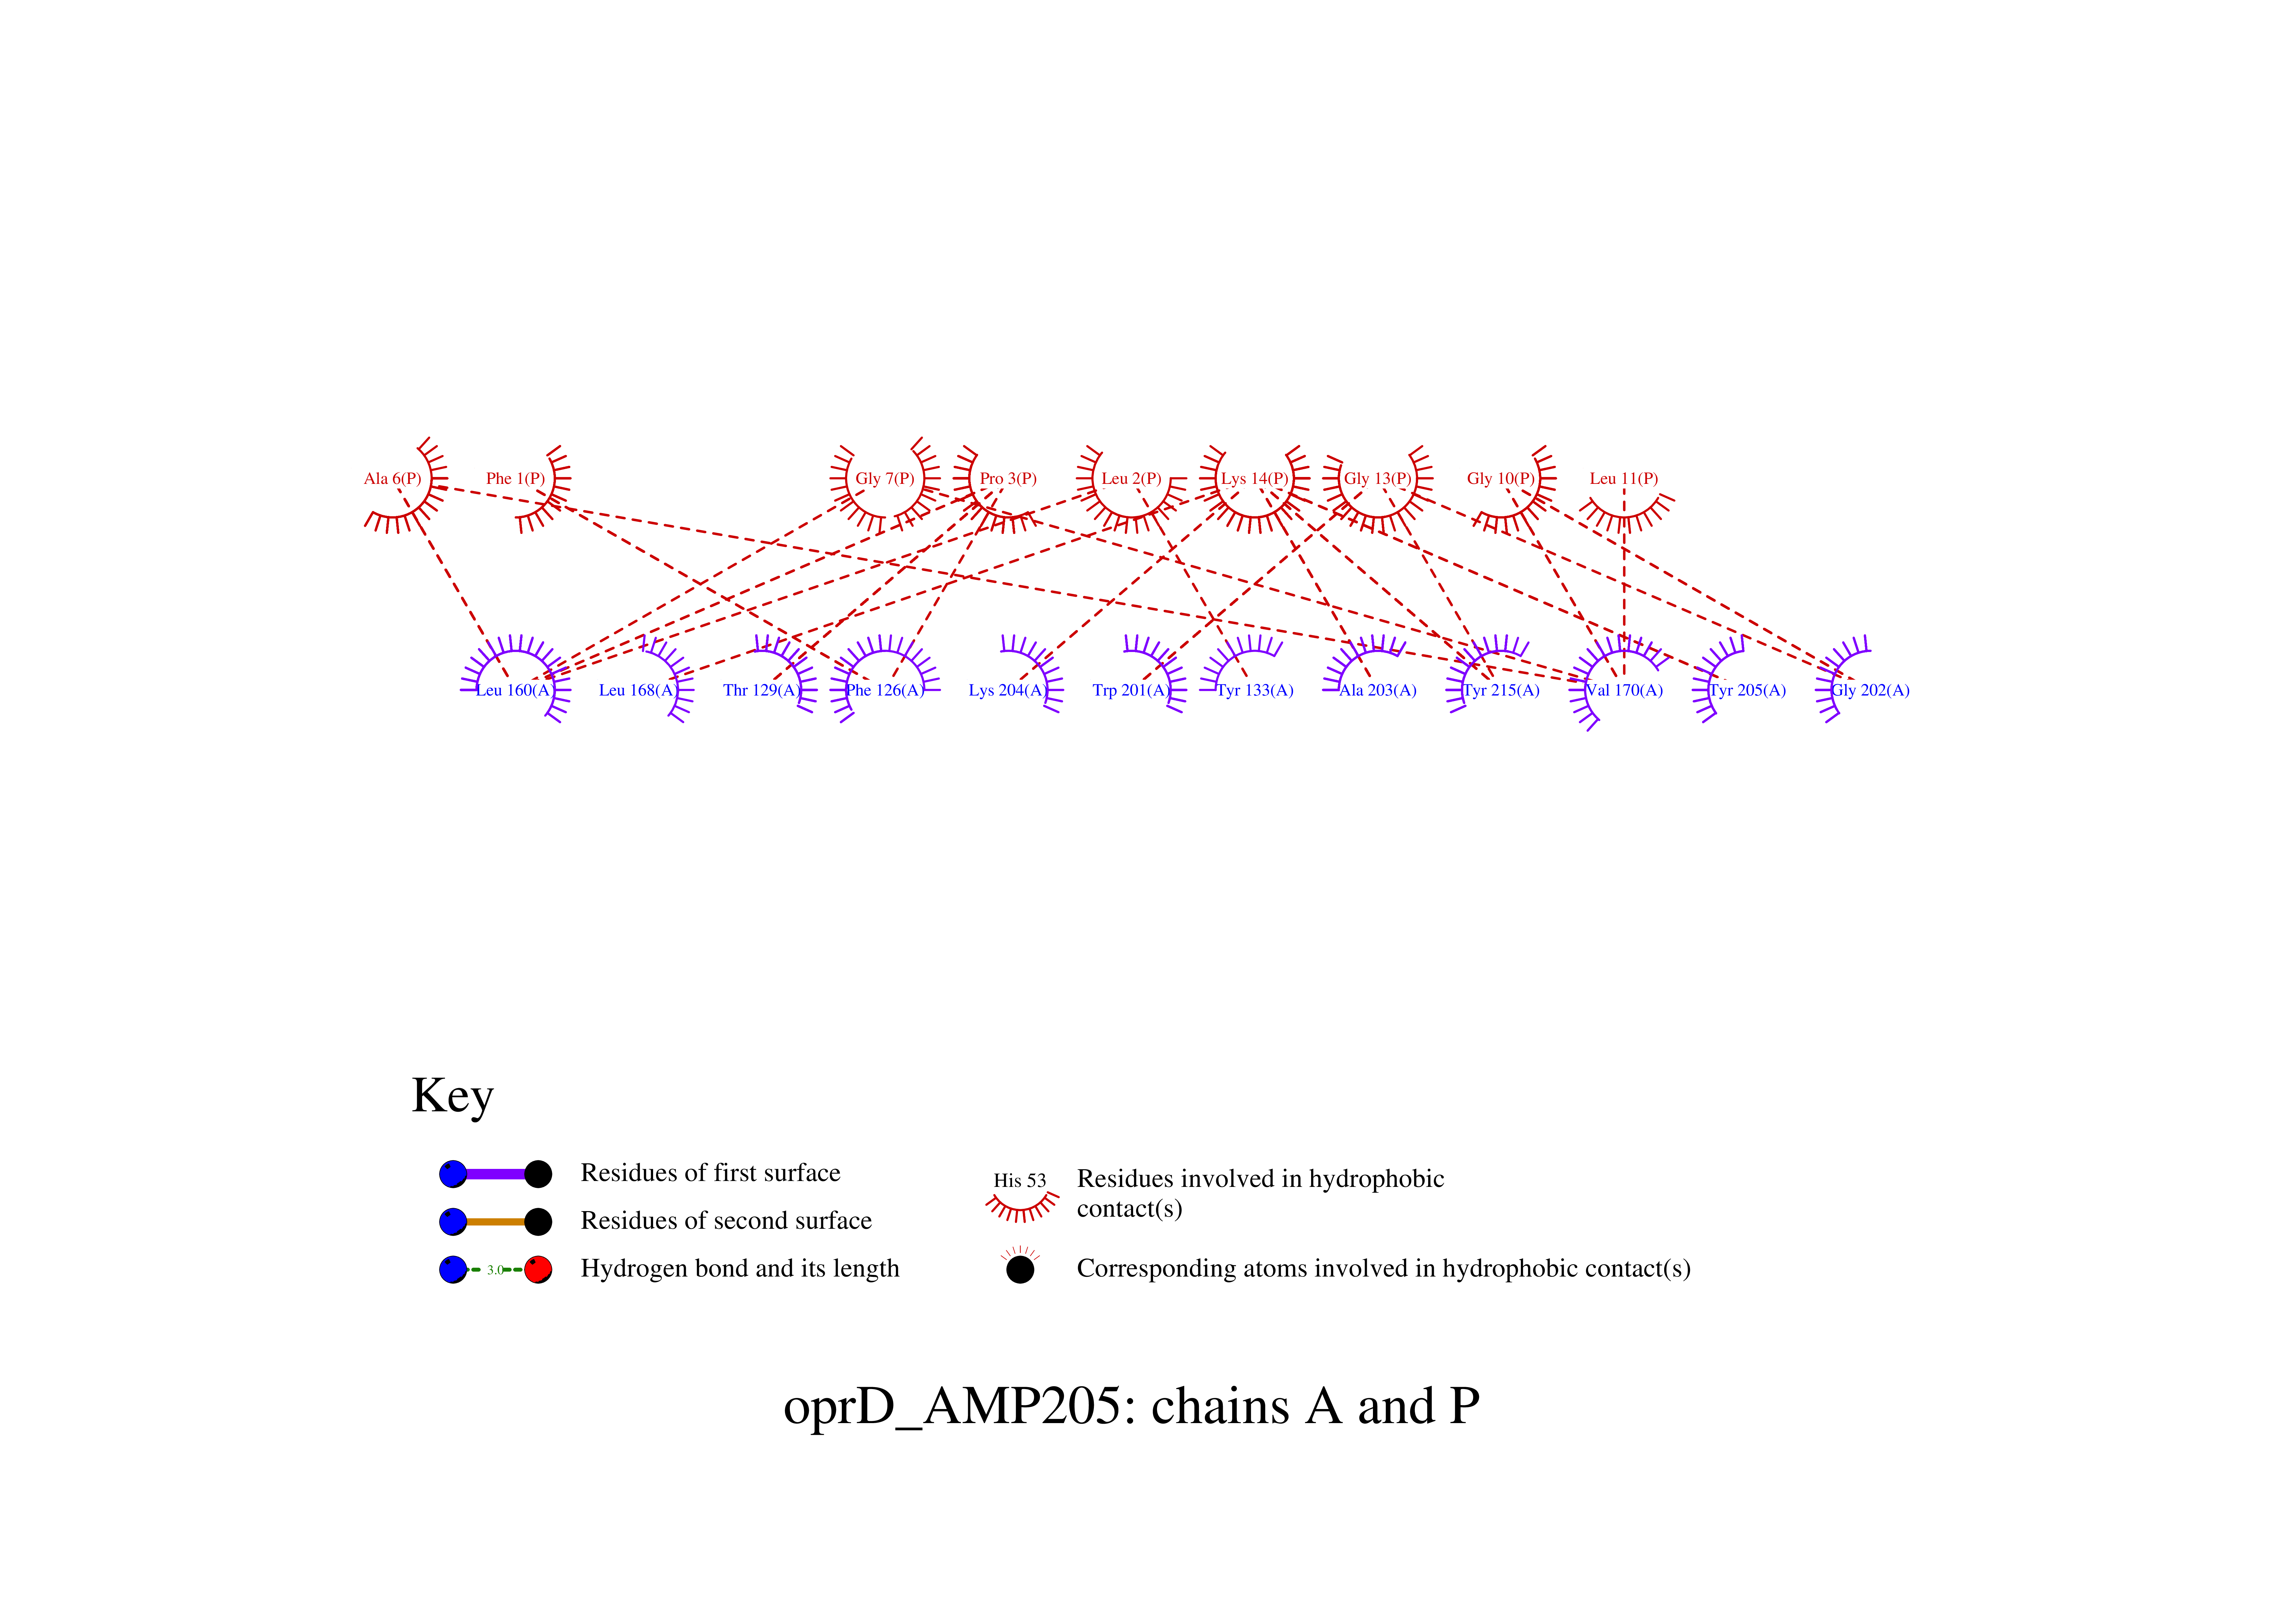 Ala 6(P) Phe 1(P) Gly 7(P) Pro 3(P) Leu 2(P) Lys 14(P) Gly 13(P) Gly 10(P) Leu 11(P)
Leu 160(A) Leu 168(A) Thr 129(A) Phe 126(A) Lys 204(A) Trp 201(A) Tyr 133(A) Ala 203(A) Tyr 215(A) Val 170(A) Tyr 205(A) Gly 202(A)
Key
Residues of first surface
Residues of second surface
3.0 Hydrogen bond and its length
His 53 Residues involved in hydrophobic
contact(s)
Corresponding atoms involved in hydrophobic contact(s)
oprD_AMP205: chains A and P